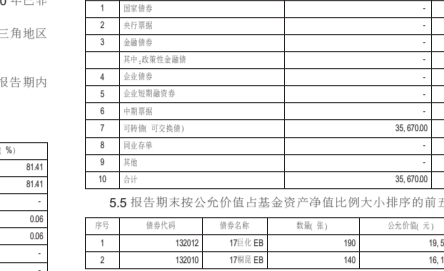 0 年已非
三角地区
报告期内
%)
81.41
81.41
-
0.06
0.06
-
-
1 国家债券 -
2 央行票据 -
3 金融债券 -
其中:政策性金融债 -
4 企业债券 -
5 企业短期融资券 -
6 中期票据 -
7 可转债( 可交换债) 35,670.00
8 同业存单 -
9 其他 -
10 合计 35,670.00
5.5 报告期末按公允价值占基金资产净值比例大小排序的前五
序号 债券代码 债券名称 数量( 张) 公允价值( 元)
1 132012 17巨化 EB 190 19,5
2 132010 17桐昆 EB 140 16,1